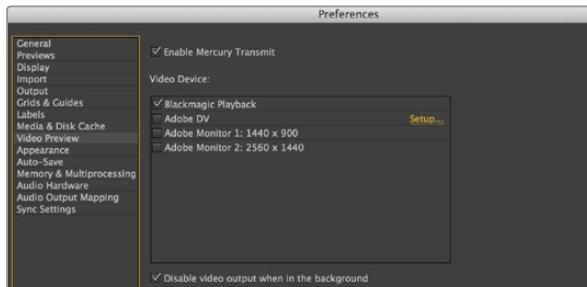 Preferences
General
Previews
Display
Import
Output
Grids & Guides
Labels
Media & Disk Cache
Video Preview
Appearance
Auto-Save
Memory & Multiprocessing
Audio Hardware
Audio Output Mapping
Sync Settings
Enable Mercury Transmit
Video Device:
Blackmagic Playback
Adobe DV Setup...
Adobe Monitor 1: 1440 x 900
Adobe Monitor 2: 2560 x 1440
Disable video output when in the background